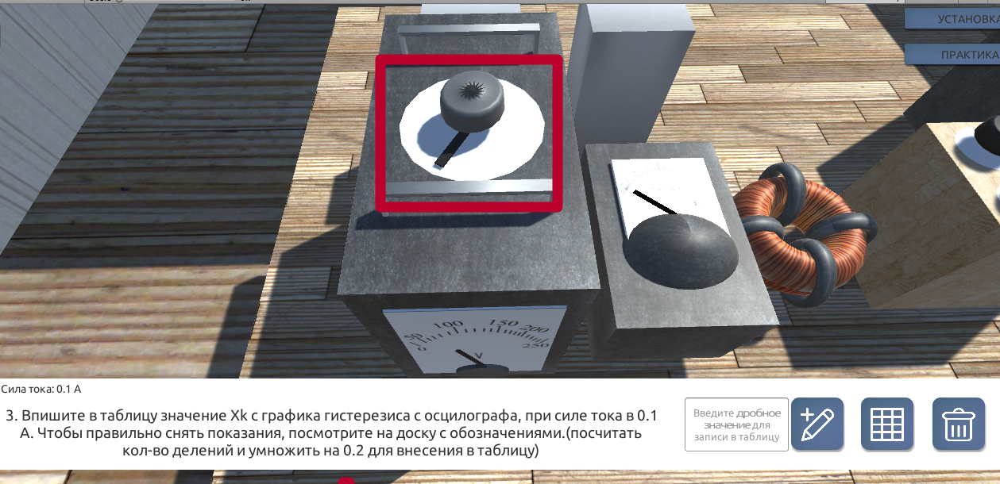 УСТАНОВКА
ПРАКТИКА
50 100 150 200
0 250
V
Сила тока: 0.1 А
3. Впишите в таблицу значение Xk с графика гистерезиса с осцилографа, при силе тока в 0.1
А. Чтобы правильно снять показания, посмотрите на доску с обозначениями.(посчитать
кол-во делений и умножить на 0.2 для внесения в таблицу)
Введите дробное
значение для
записи в таблицу